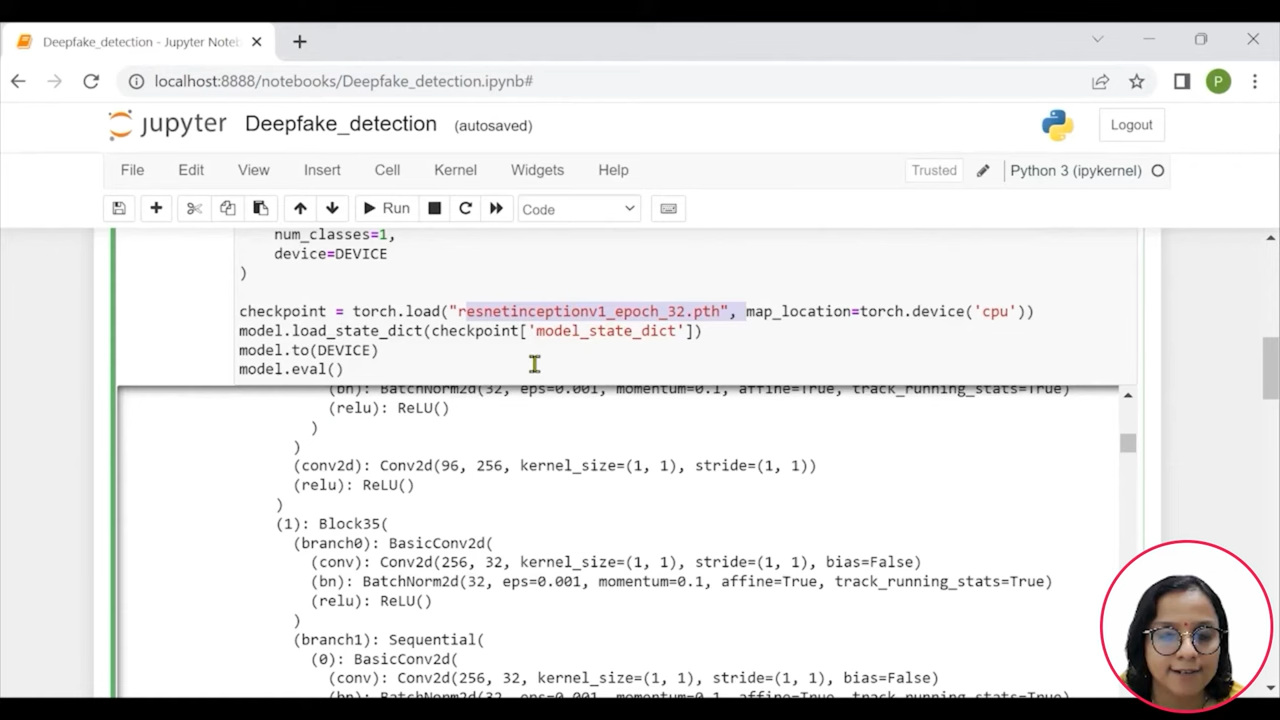 Deepfake_detection - Jupyter Noteb
localhost:8888/notebooks/Deepfake_detection.ipynb#
P
jupyter Deepfake_detection (autosaved)
Logout
File Edit View Insert Cell Kernel Widgets Help
Trusted
Python 3 (ipykernel)
Run
Code
num_classes=1,
device=DEVICE
)
checkpoint = torch.load("resnetinceptionv1_epoch_32.pth", map_location=torch.device('cpu'))
model.load_state_dict(checkpoint['model_state_dict'])
model.to(DEVICE)
model.eval()
(bn): BatchNorm2d(32, eps=0.001, momentum=0.1, affine=True, track_running_stats=True)
(relu): ReLU()
)
)
(conv2d): Conv2d(96, 256, kernel_size=(1, 1), stride=(1, 1))
(relu): ReLU()
)
(1): Block35(
(branch0): BasicConv2d(
(conv): Conv2d(256, 32, kernel_size=(1, 1), stride=(1, 1), bias=False)
(bn): BatchNorm2d(32, eps=0.001, momentum=0.1, affine=True, track_running_stats=True)
(relu): ReLU()
)
(branch1): Sequential(
(0): BasicConv2d(
(conv): Conv2d(256, 32, kernel_size=(1, 1), stride=(1, 1), bias=False)
(bn): BatchNorm2d(32, eps=0.001, momentum=0.1, affine=True, track_running_stats=True)